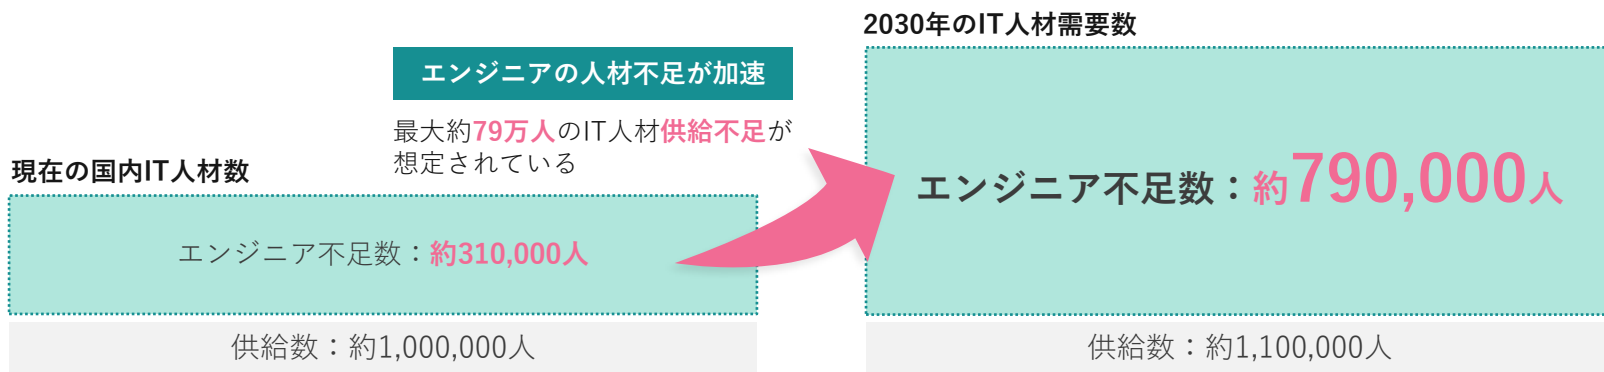 現在の国内IT人材数
エンジニア不足数：約310,000人
供給数：約1,000,000人
エンジニアの人材不足が加速
最大約79万人のIT人材供給不足が
想定されている
2030年のIT人材需要数
エンジニア不足数：約790,000人
供給数：約1,100,000人